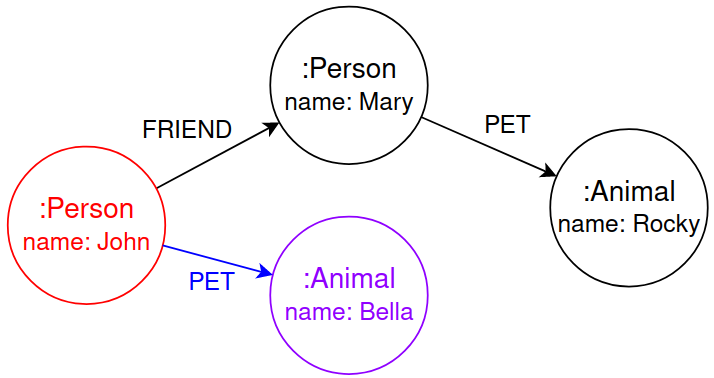 :Person
name: Mary
FRIEND
PET
:Animal
name: Rocky
:Person
name: John
PET
:Animal
name: Bella